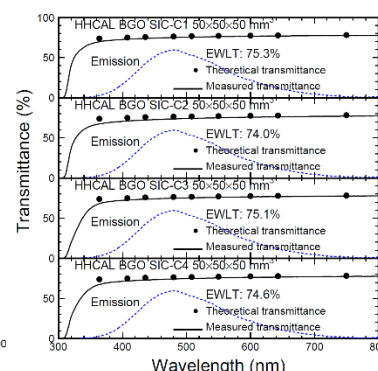 HHCAL BGO SIC-C1 50×50×50 mm³
100
EWLT: 75.3%
Emission
Theoretical transmittance
50
Measured transmittance
0
HHCAL BGO SIC-C2 50×50×50 mm³
EWLT: 74.0%
Emission
Theoretical transmittance
50
Measured transmittance
0
HHCAL BGO SIC-C3 50×50×50 mm³
EWLT: 75.1%
Emission
Theoretical transmittance
50
Measured transmittance
0
HHCAL BGO SIC-C4 50×50×50 mm³
EWLT: 74.6%
Emission
Theoretical transmittance
50
Measured transmittance
0
300 400 500 600 700
Transmittance (%)
Wavelength (nm)